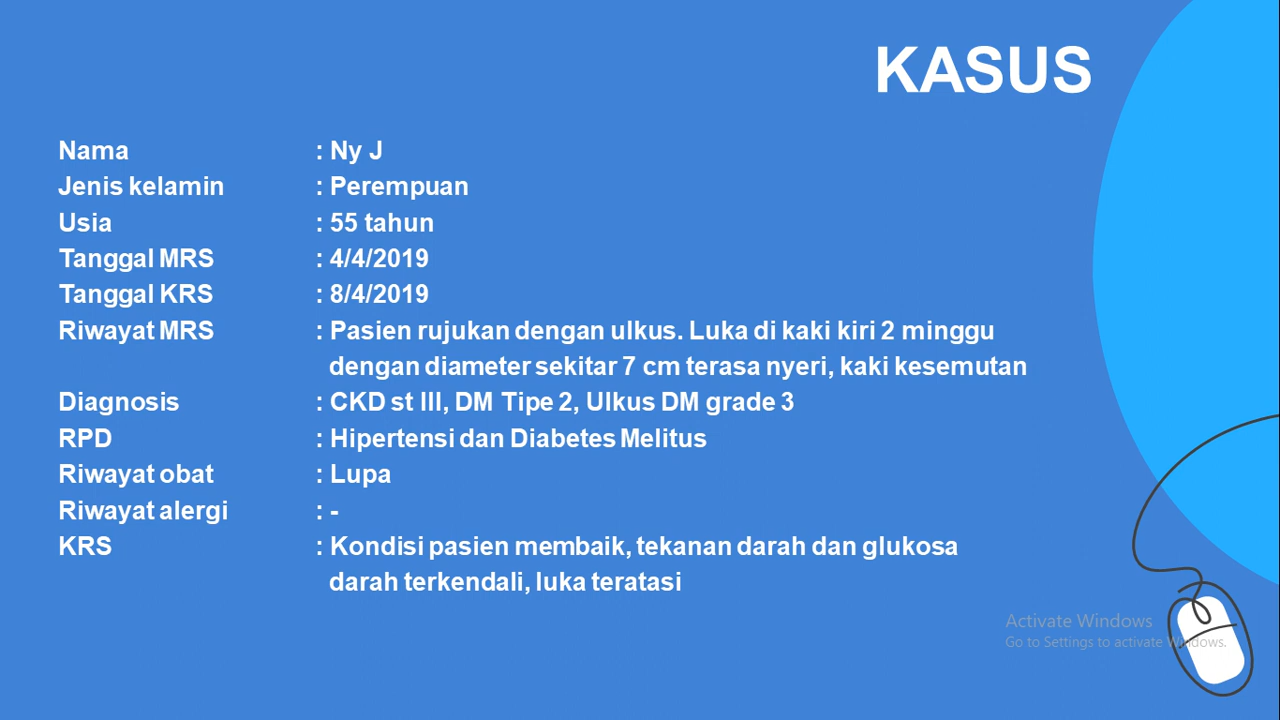 KASUS
Nama : Ny J
Jenis kelamin : Perempuan
Usia : 55 tahun
Tanggal MRS : 4/4/2019
Tanggal KRS : 8/4/2019
Riwayat MRS : Pasien rujukan dengan ulkus. Luka di kaki kiri 2 minggu
dengan diameter sekitar 7 cm terasa nyeri, kaki kesemutan
Diagnosis : CKD st III, DM Tipe 2, Ulkus DM grade 3
RPD : Hipertensi dan Diabetes Melitus
Riwayat obat : Lupa
Riwayat alergi : -
KRS : Kondisi pasien membaik, tekanan darah dan glukosa
darah terkendali, luka teratasi
Activate Windows
Go to Settings to activate Windows.